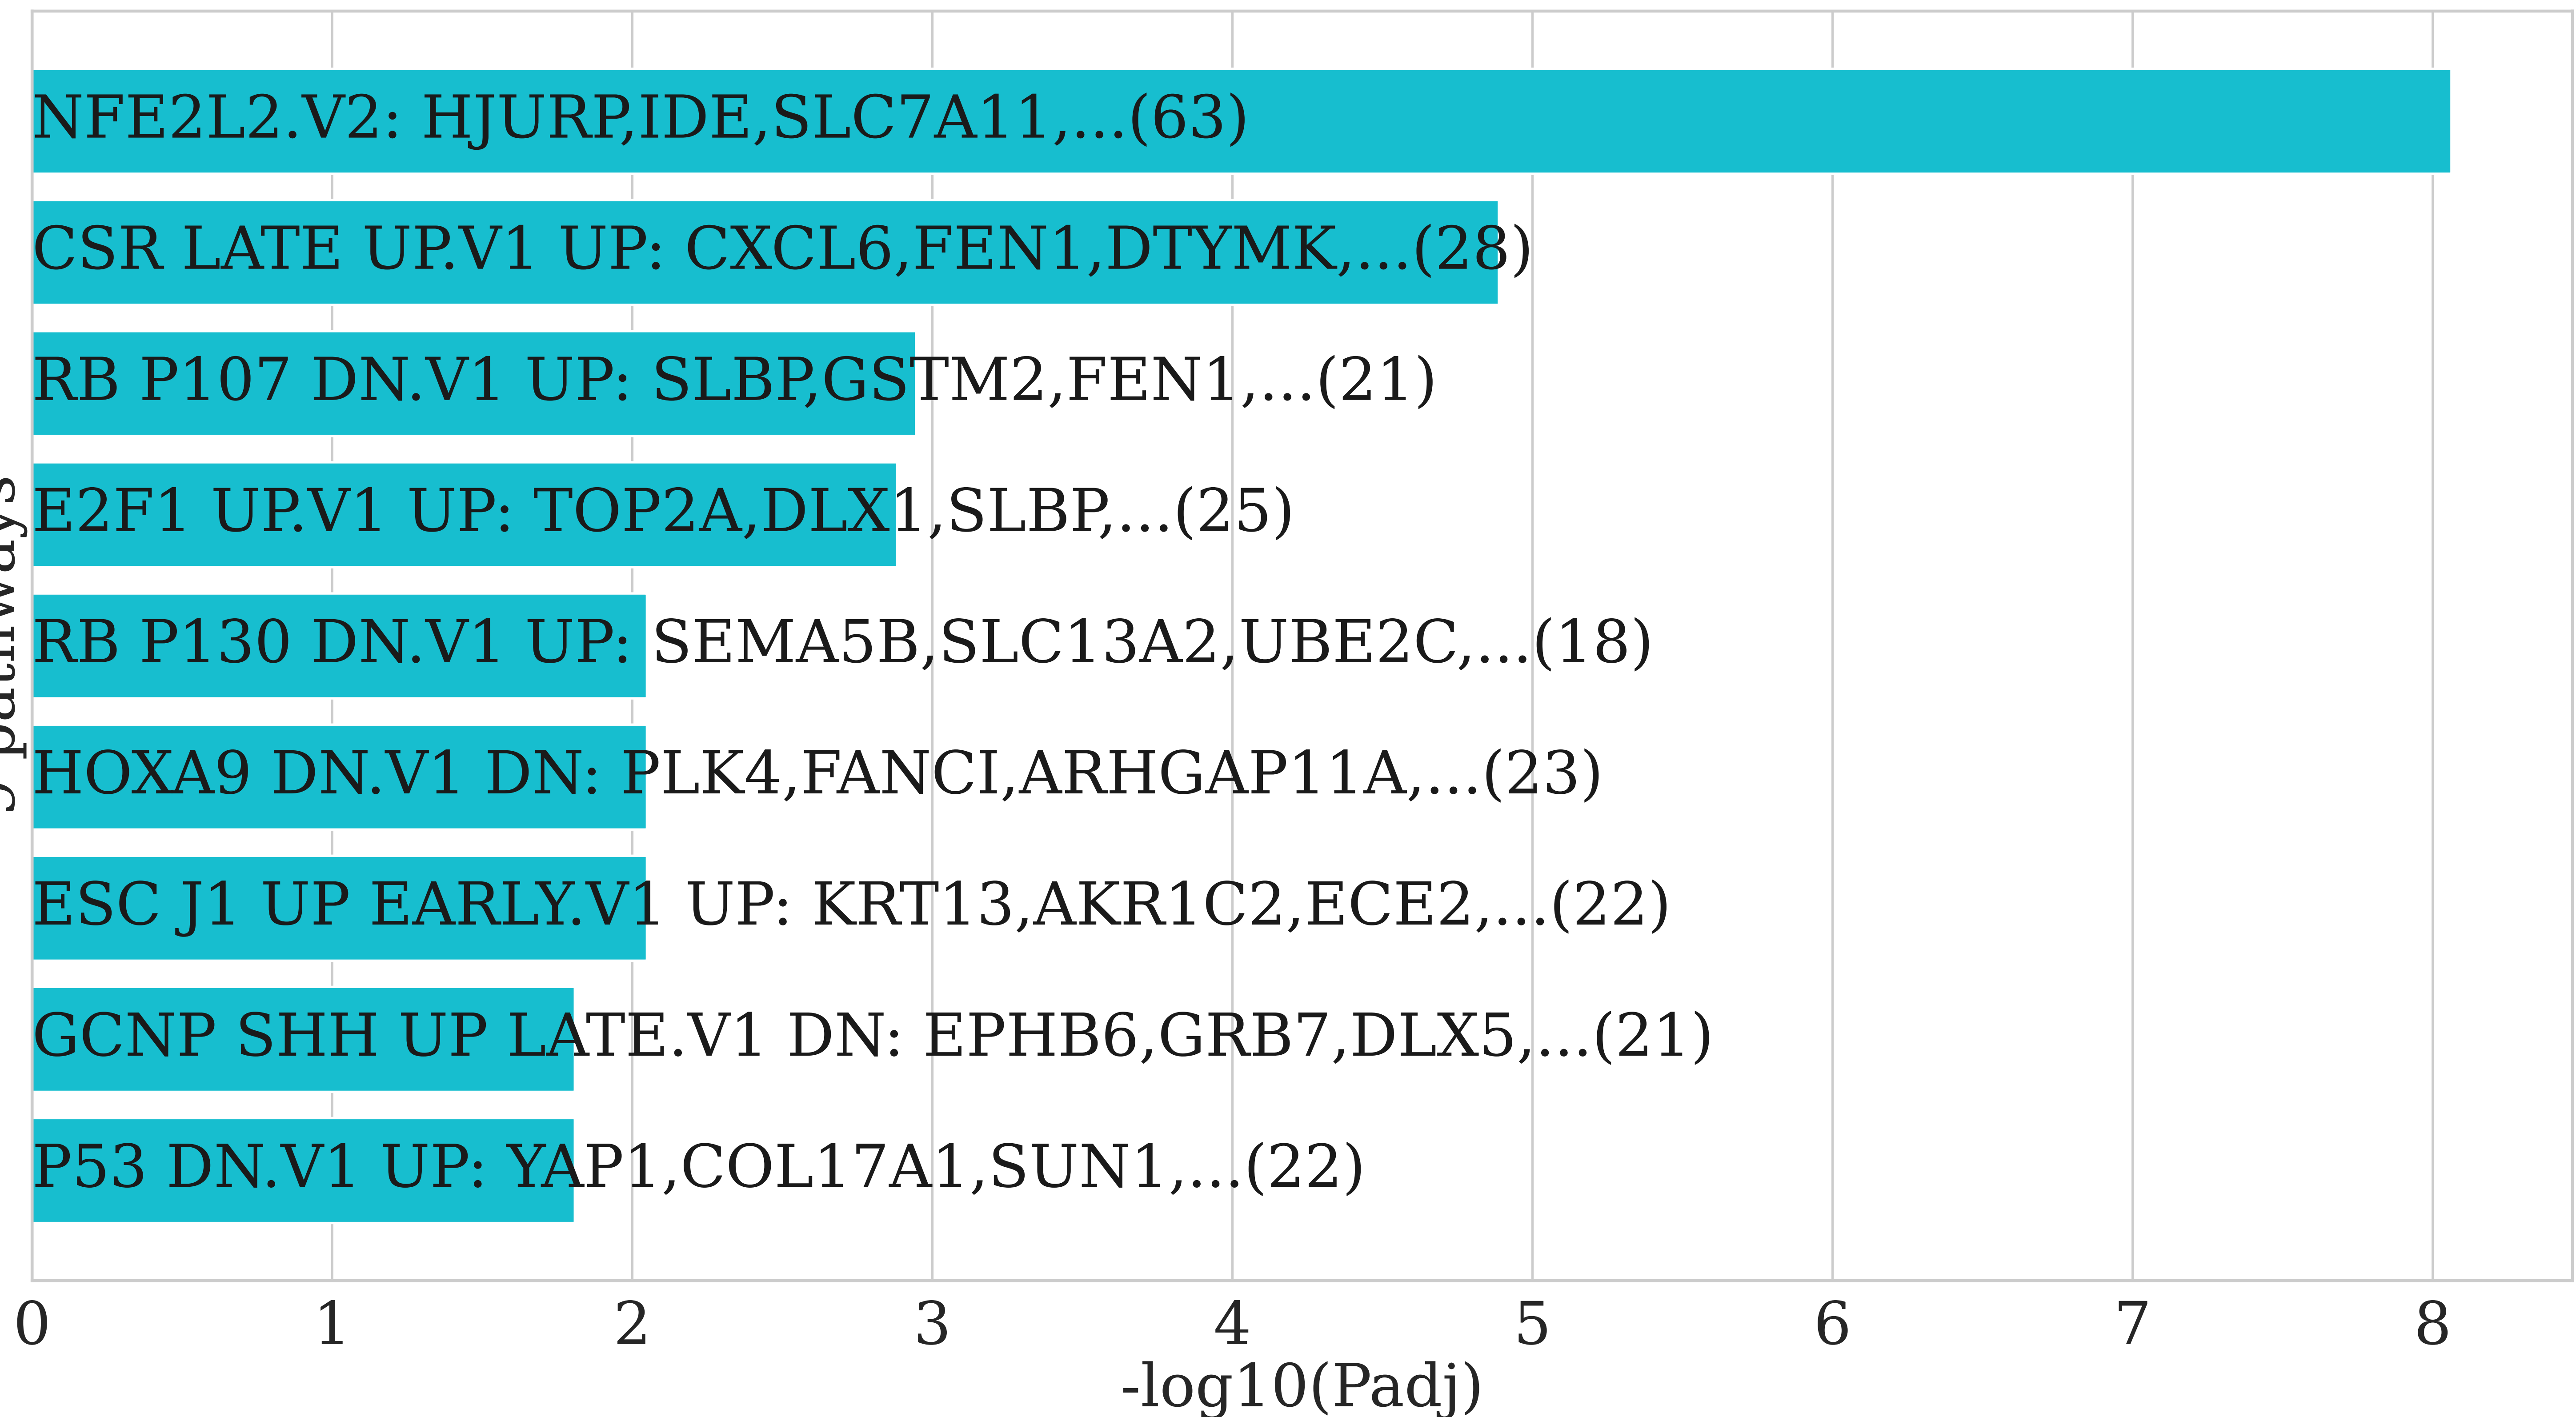 NFE2L2.V2: HJURP,IDE,SLC7A11,...(63)
CSR LATE UP.V1 UP: CXCL6,FEN1,DTYMK,...(28)
RB P107 DN.V1 UP: SLBP,GSTM2,FEN1,...(21)
E2F1 UP.V1 UP: TOP2A,DLX1,SLBP,...(25)
RB P130 DN.V1 UP: SEMA5B,SLC13A2,UBE2C,...(18)
HOXA9 DN.V1 DN: PLK4,FANCI,ARHGAP11A,...(23)
ESC J1 UP EARLY.V1 UP: KRT13,AKR1C2,ECE2,...(22)
GCNP SHH UP LATE.V1 DN: EPHB6,GRB7,DLX5,...(21)
P53 DN.V1 UP: YAP1,COL17A1,SUN1,...(22)
pathways
0 1 2 3 4 5 6 7 8
-log10(Padj)